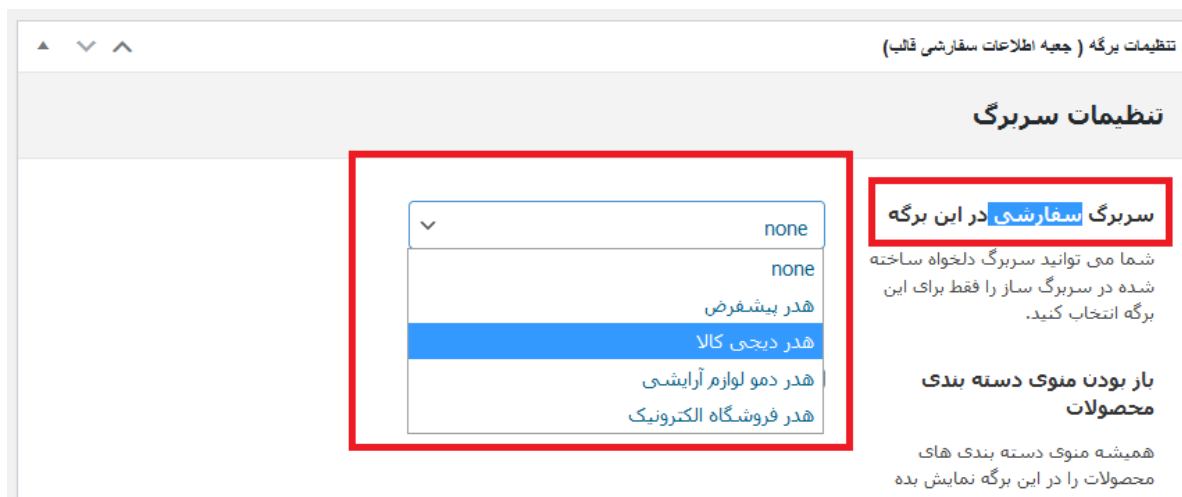 تنظیمات برگه ( جعبه اطلاعات سفارشی قالب)
تنظیمات سربرگ
سربرگ سفارشی در این برگه
شما می توانید سربرگ دلخواه ساخته
شده در سربرگ ساز را فقط برای این
برگه انتخاب کنید.
none
none
هدر پیشفرض
هدر دیجی کالا
هدر دمو لوازم آرایشی
هدر فروشگاه الکترونیک
باز بودن منوی دسته بندی
محصولات
همیشه منوی دسته بندی های
محصولات را در این برگه نمایش بده